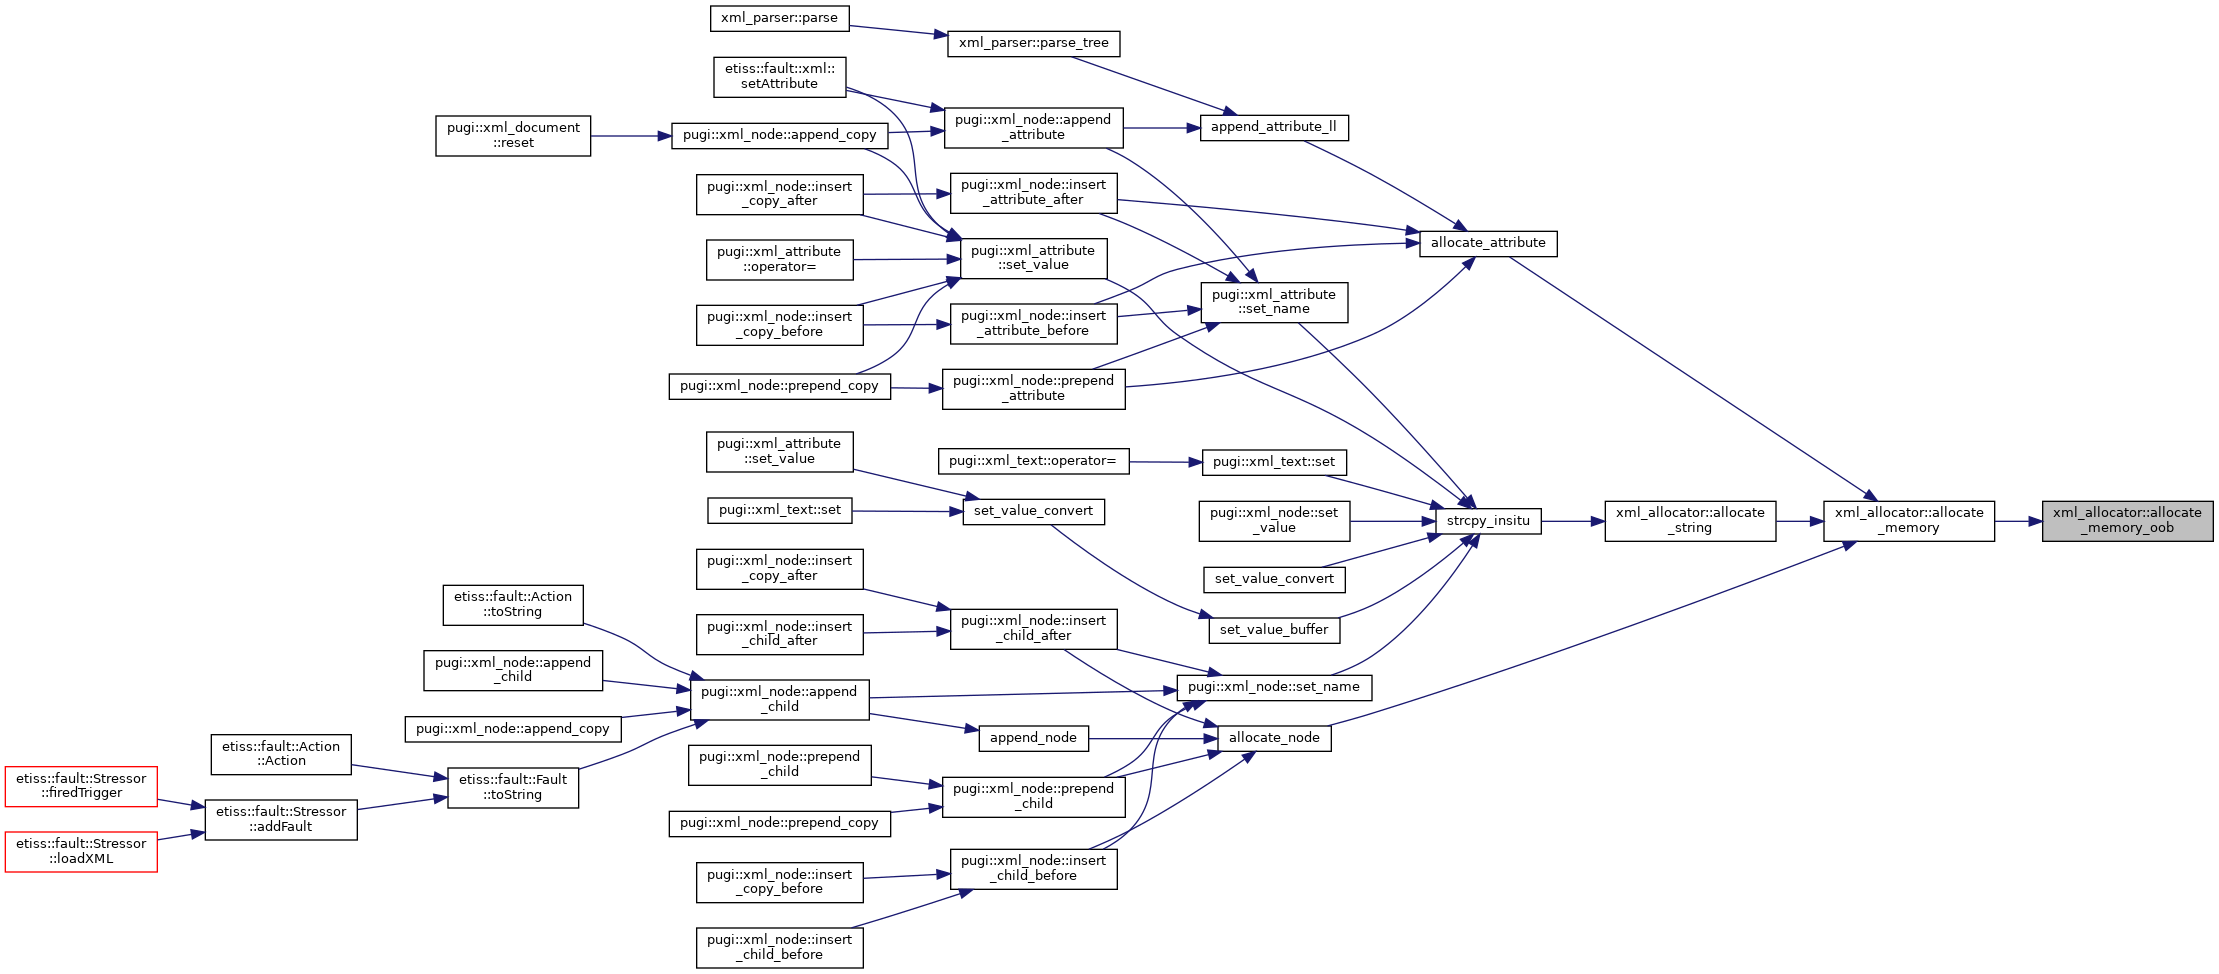 xml_parser::parse
xml_parser::parse_tree
etiss::fault::xml::
setAttribute
pugi::xml_document
::reset
pugi::xml_node::append_copy
pugi::xml_node::append
_attribute
append_attribute_ll
pugi::xml_node::insert
_copy_after
pugi::xml_node::insert
_attribute_after
pugi::xml_attribute
::operator=
pugi::xml_attribute
::set_value
allocate_attribute
pugi::xml_node::insert
_copy_before
pugi::xml_node::insert
_attribute_before
pugi::xml_attribute
::set_name
pugi::xml_node::prepend_copy
pugi::xml_node::prepend
_attribute
pugi::xml_attribute
::set_value
pugi::xml_text::operator=
pugi::xml_text::set
pugi::xml_text::set
set_value_convert
pugi::xml_node::set
_value
strcpy_insitu
xml_allocator::allocate
_string
xml_allocator::allocate
_memory
xml_allocator::allocate
_memory_oob
pugi::xml_node::insert
_copy_after
set_value_convert
etiss::fault::Action
::toString
pugi::xml_node::insert
_child_after
pugi::xml_node::insert
_child_after
set_value_buffer
pugi::xml_node::append
_child
pugi::xml_node::append
_child
pugi::xml_node::set_name
pugi::xml_node::append_copy
append_node
allocate_node
etiss::fault::Action
::Action
pugi::xml_node::prepend
_child
etiss::fault::Stressor
::firedTrigger
etiss::fault::Fault
::toString
pugi::xml_node::prepend
_child
etiss::fault::Stressor
::addFault
pugi::xml_node::prepend_copy
etiss::fault::Stressor
::loadXML
pugi::xml_node::insert
_copy_before
pugi::xml_node::insert
_child_before
pugi::xml_node::insert
_child_before